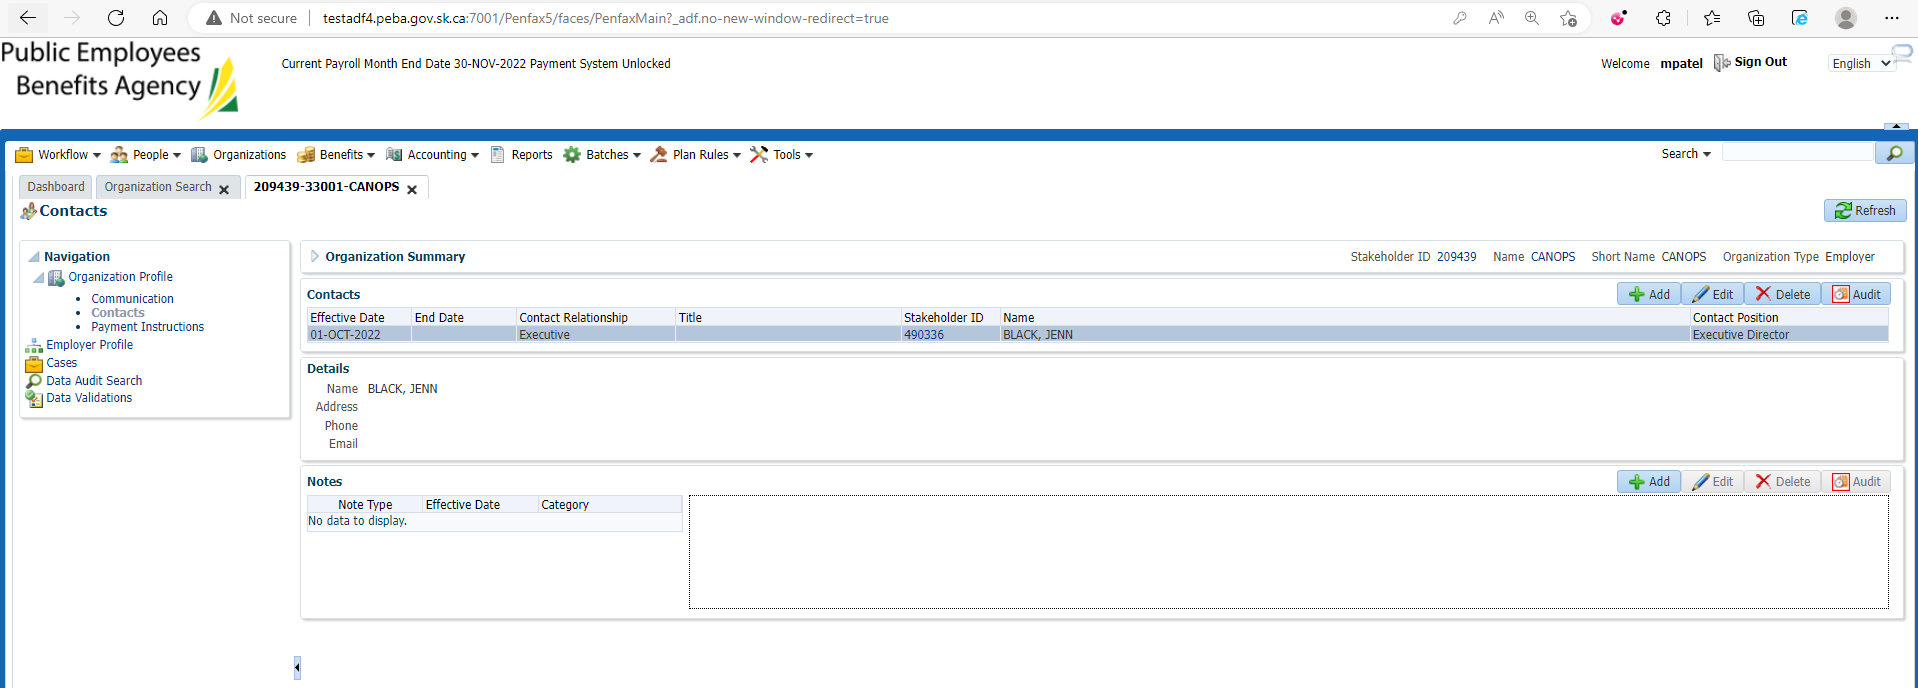 Not secure testadf4.peba.gov.sk.ca:7001/Penfax5/faces/PenfaxMain?_adf.no-new-window-redirect=true
Public Employees
Benefits Agency
Current Payroll Month End Date 30-NOV-2022 Payment System Unlocked
Welcome mpatel Sign Out English
Workflow People Organizations Benefits Accounting Reports Batches Plan Rules Tools Search
Dashboard Organization Search 209439-33001-CANOPS
Contacts
Refresh
Navigation
Organization Profile
Communication
Contacts
Payment Instructions
Employer Profile
Cases
Data Audit Search
Data Validations
Organization Summary Stakeholder ID 209439 Name CANOPS Short Name CANOPS Organization Type Employer
Contacts Add Edit Delete Audit
Effective Date End Date Contact Relationship Title Stakeholder ID Name Contact Position
01-OCT-2022 Executive 490336 BLACK, JENN Executive Director
Details
Name BLACK, JENN
Address
Phone
Email
Notes Add Edit Delete Audit
Note Type Effective Date Category
No data to display.